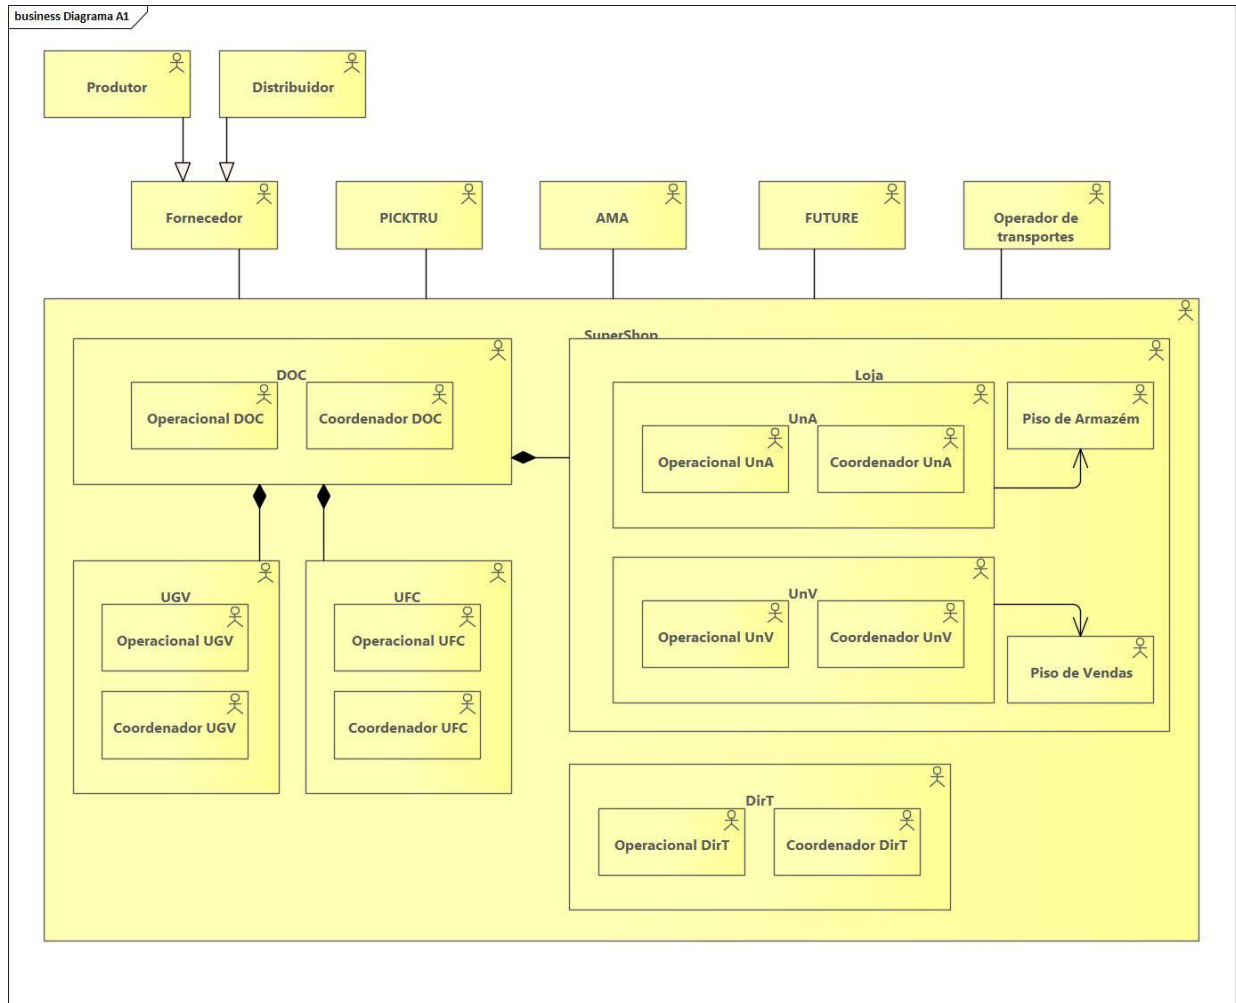 business Diagrama A1
Produtor
Distribuidor
Fornecedor
PICKTRU
AMA
FUTURE
Operador de
transportes
SuperShop
DOC
Operacional DOC
Coordenador DOC
Loja
UnA
Operacional UnA
Coordenador UnA
Piso de Armazém
UGV
Operacional UGV
Coordenador UGV
UFC
Operacional UFC
Coordenador UFC
UnV
Operacional UnV
Coordenador UnV
Piso de Vendas
DirT
Operacional DirT
Coordenador DirT